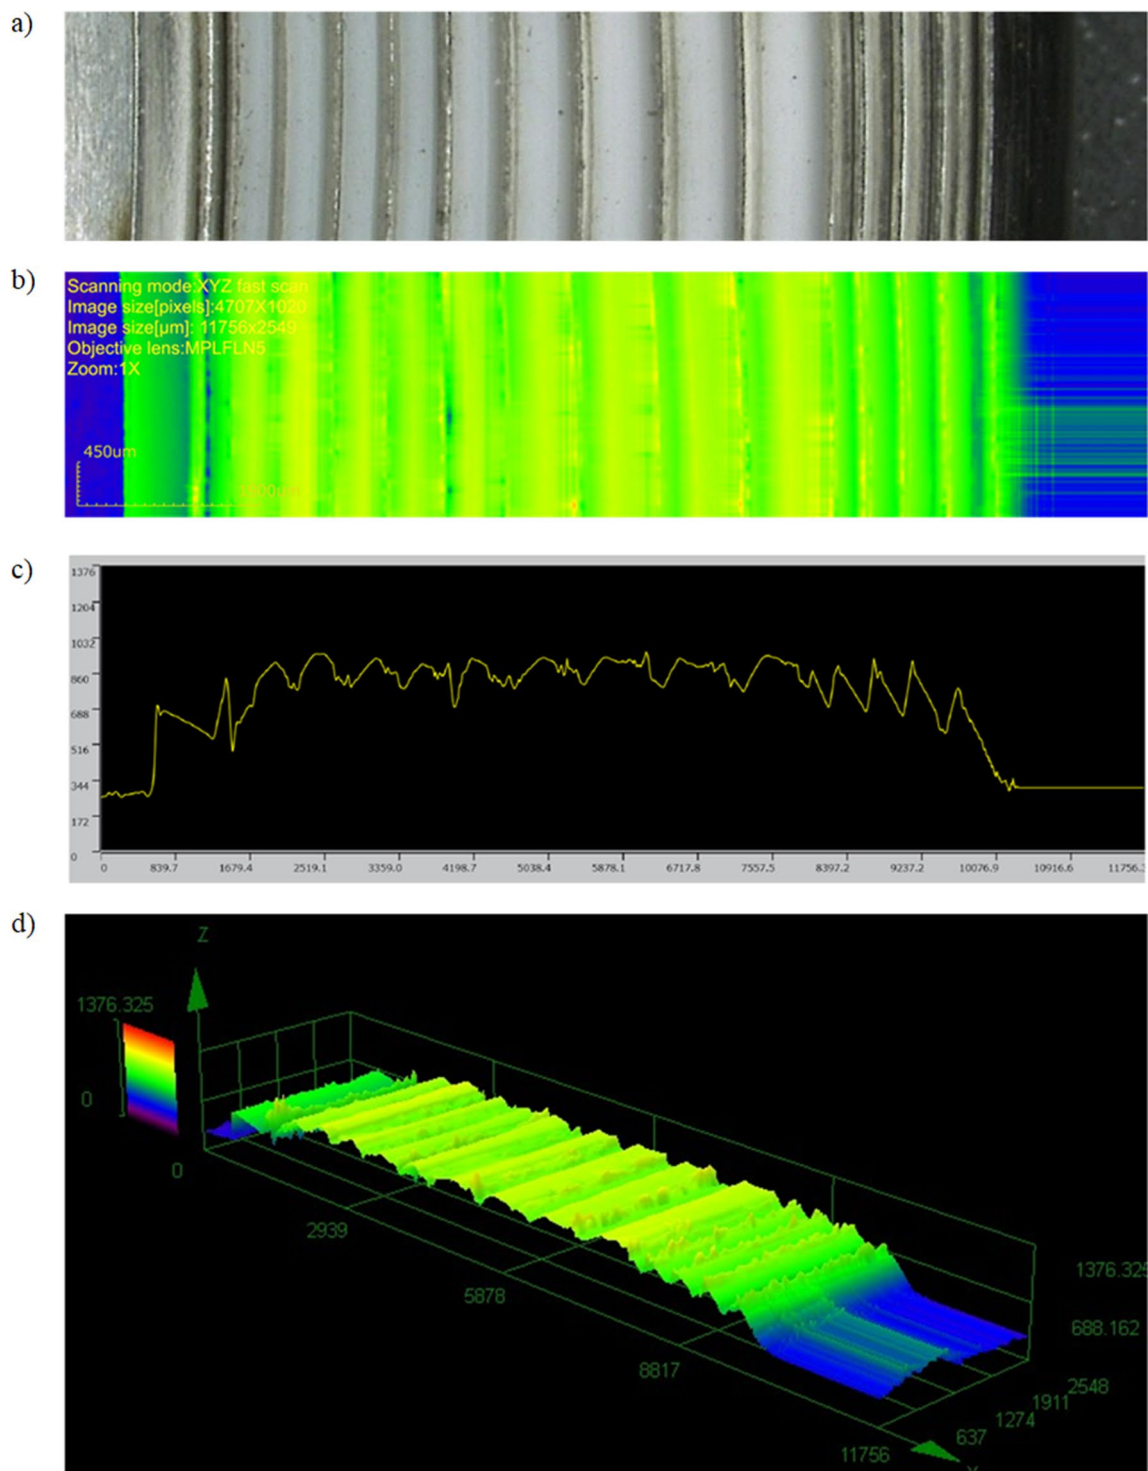 a)
b)
Scanning mode:XYZ fast scan
Image size[pixels]:4707X1020
Image size[µm]: 11756x2549
Objective lens:MPLFLN5
Zoom:1X
450um
c)
1376
1204
1032
860
688
516
344
172
0
0 839.7 1679.4 2519.1 3359.0 4198.7 5038.4 5878.1 6717.8 7557.5 8397.2 9237.2 10076.9 10916.6 11756.
d)
Z
1376.325
0
0
2939
5878
8817
11756
1376.325
688.162
2548
1911
1274
637